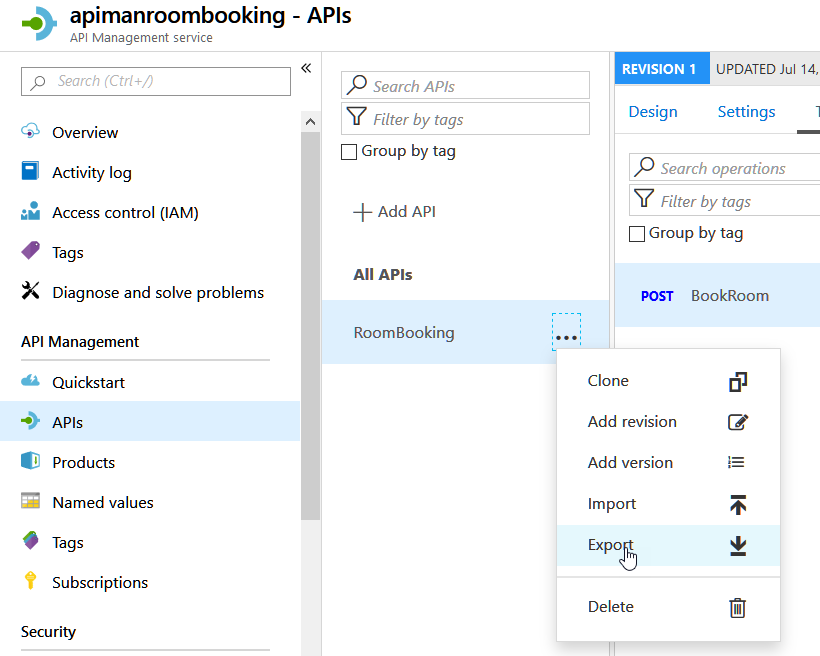 apimanroombooking - APIs
API Management service
Search (Ctrl+/)
Overview
Activity log
Access control (IAM)
Tags
Diagnose and solve problems
API Management
Quickstart
APIs
Products
Named values
Tags
Subscriptions
Security
Search APIs
Filter by tags
Group by tag
Add API
All APIs
RoomBooking
...
Clone
Add revision
Add version
Import
Export
Delete
REVISION 1 UPDATED Jul 14,
Design Settings
Search operations
Filter by tags
Group by tag
POST BookRoom